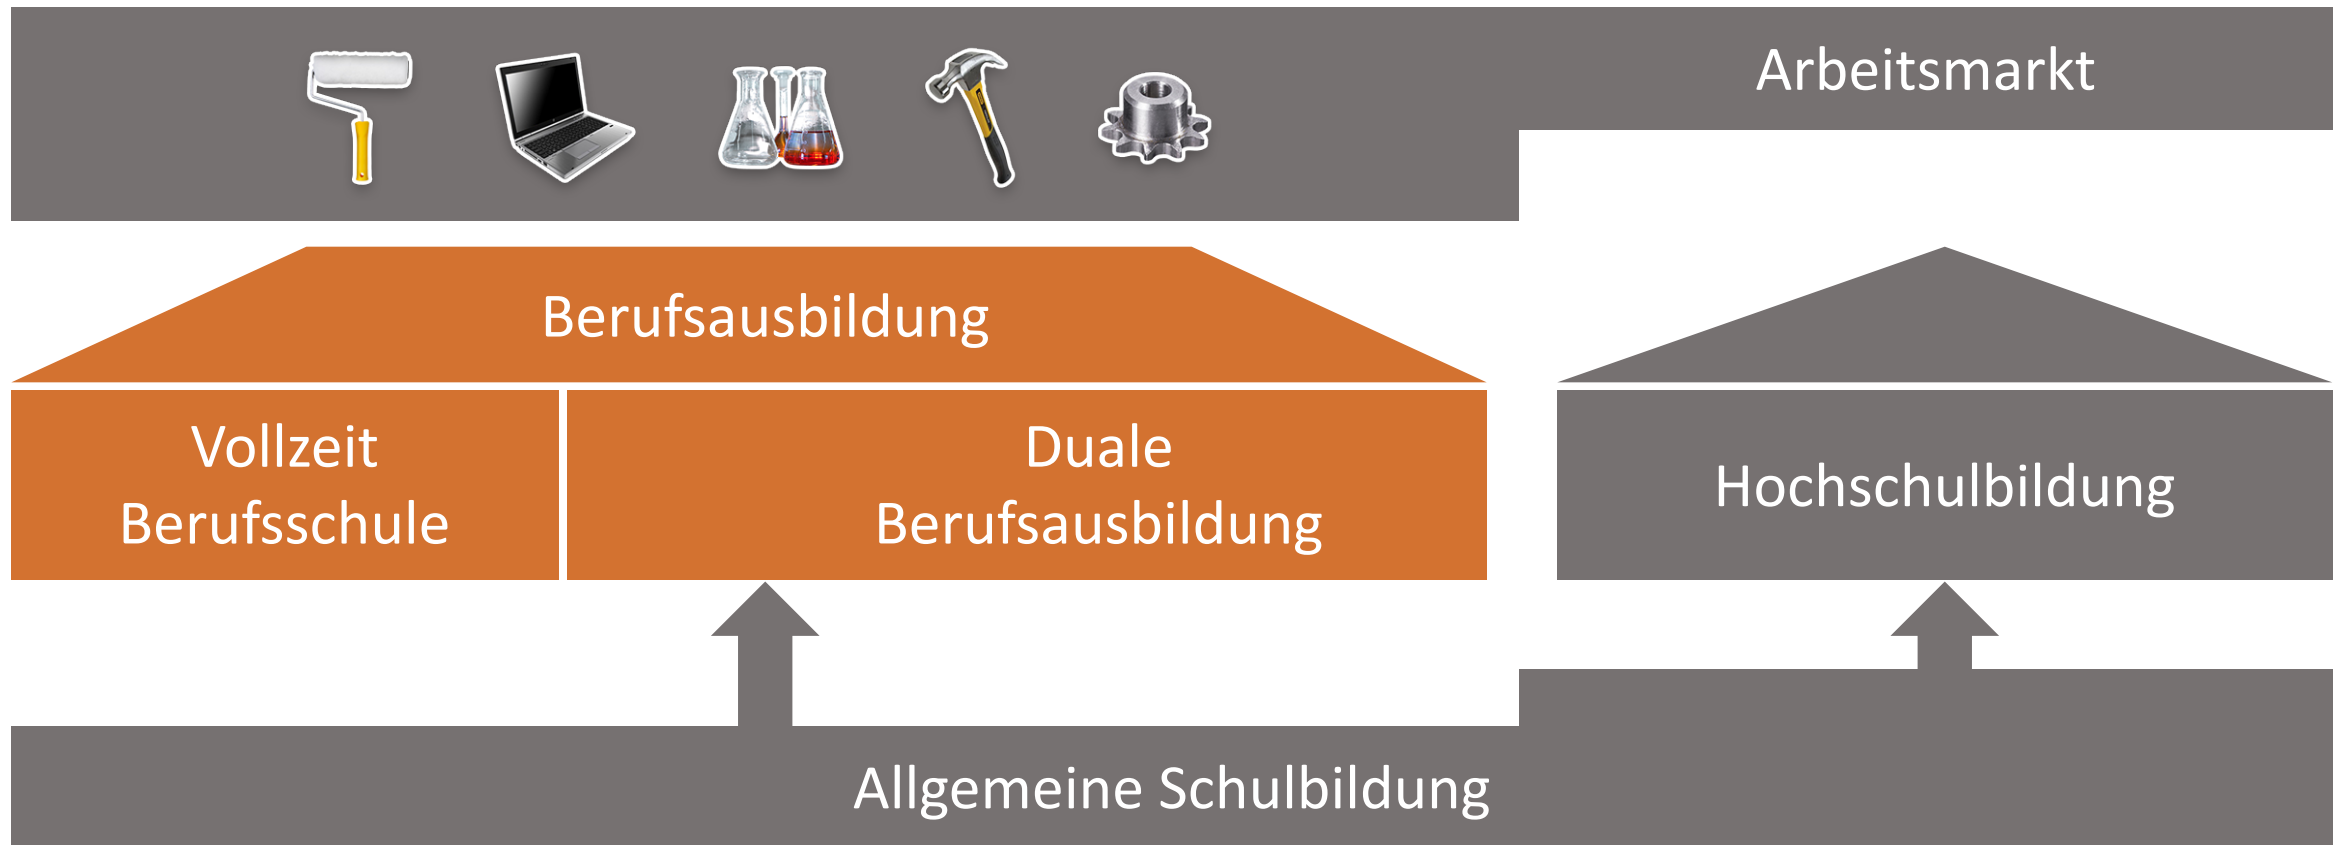 Arbeitsmarkt
Berufsausbildung
Vollzeit
Berufsschule
Duale
Berufsausbildung
Hochschulbildung
Allgemeine Schulbildung